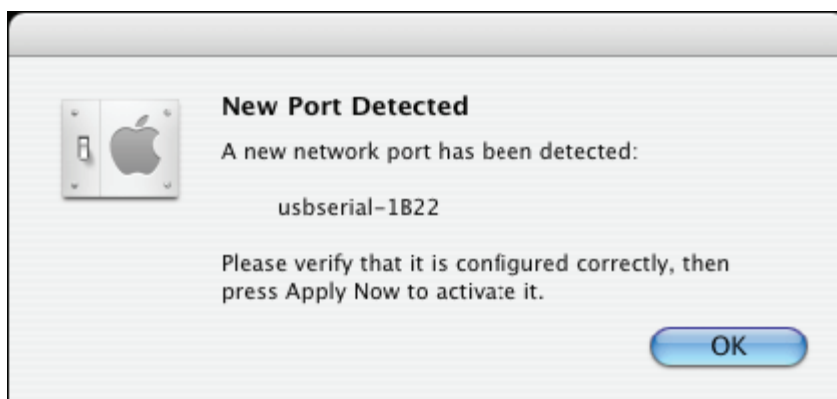 New Port Detected
A new network port has been detected:
usbserial-1B22
Please verify that it is configured correctly, then
press Apply Now to activate it.
OK